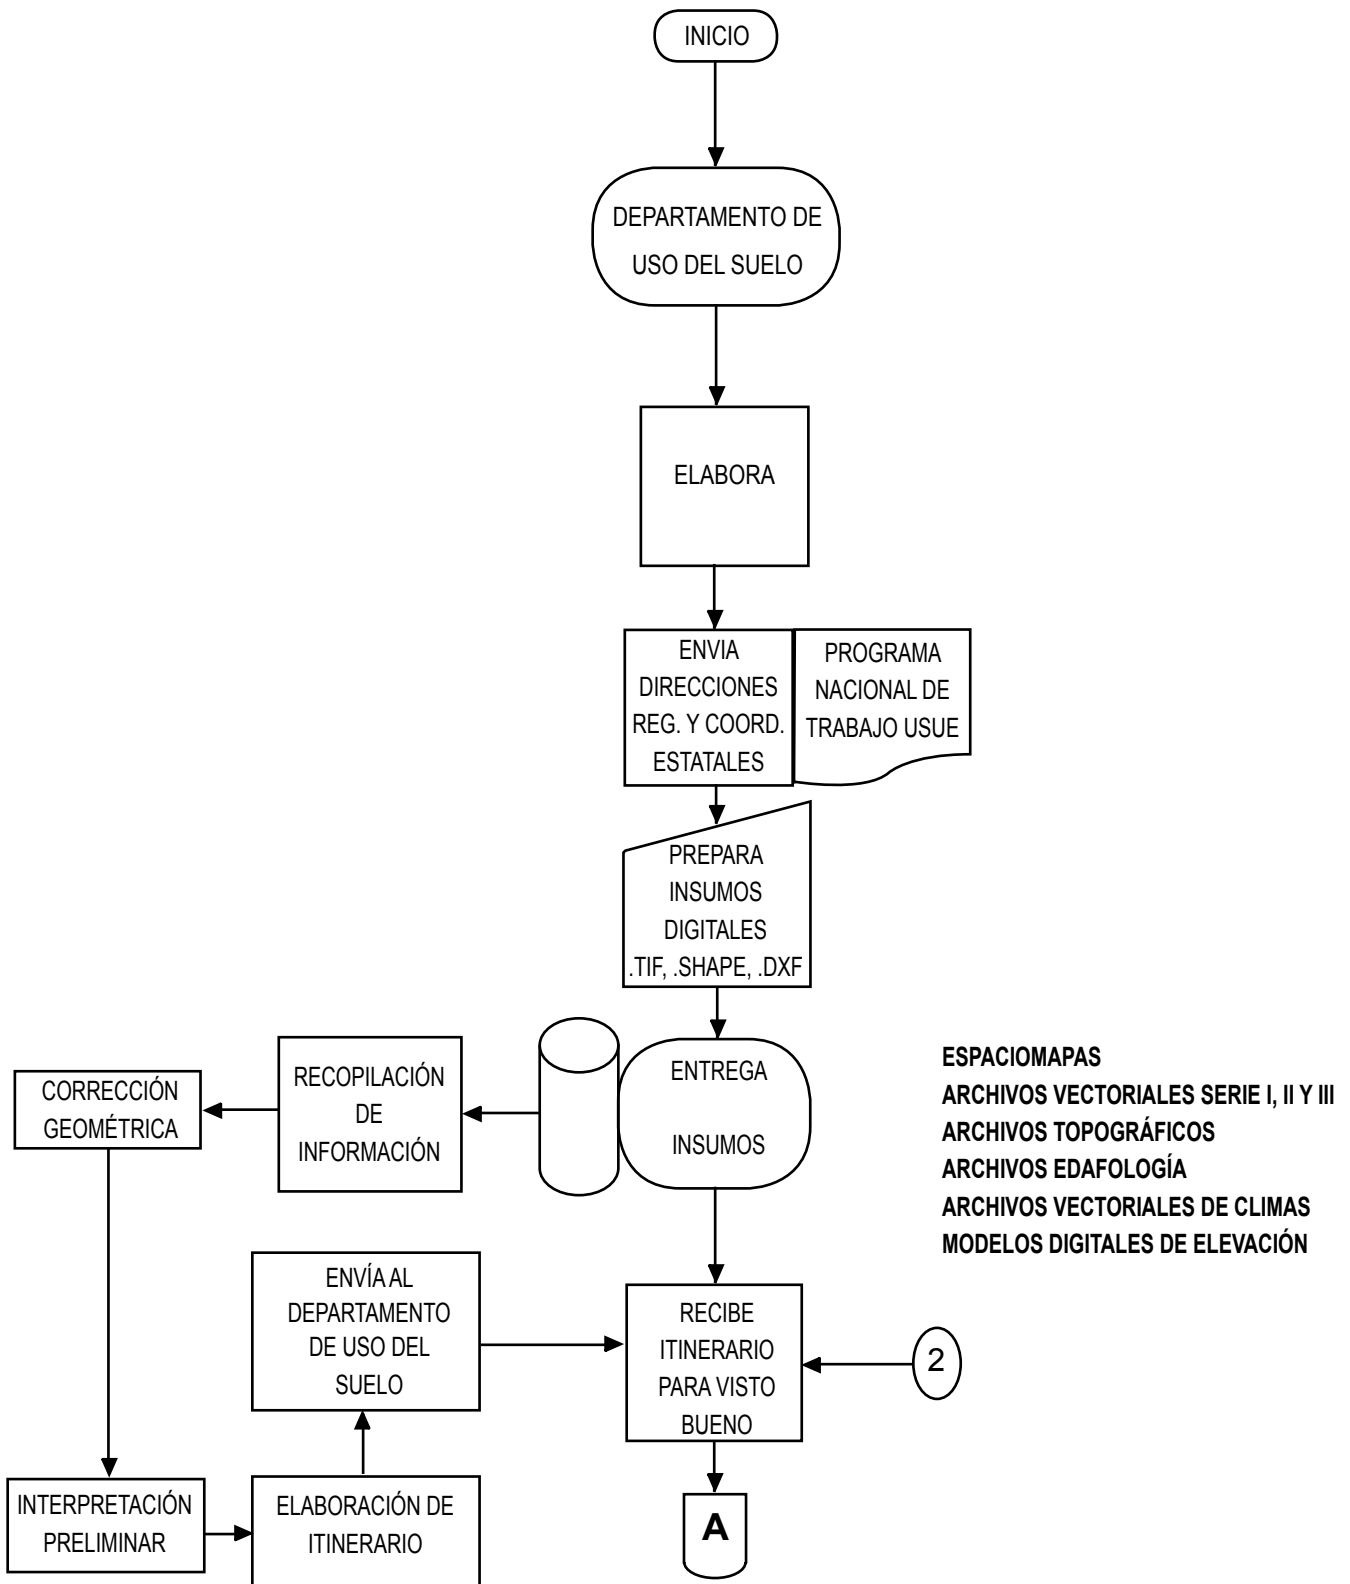 INICIO
DEPARTAMENTO DE
USO DEL SUELO
ELABORA
ENVIA
DIRECCIONES
REG. Y COORD.
ESTATALES
PROGRAMA
NACIONAL DE
TRABAJO USUE
PREPARA
INSUMOS
DIGITALES
.TIF, .SHAPE, .DXF
ENTREGA
INSUMOS
RECOPILACIÓN
DE
INFORMACIÓN
CORRECCIÓN
GEOMÉTRICA
ESPACIOMAPAS
ARCHIVOS VECTORIALES SERIE I, II Y III
ARCHIVOS TOPOGRÁFICOS
ARCHIVOS EDAFOLOGÍA
ARCHIVOS VECTORIALES DE CLIMAS
MODELOS DIGITALES DE ELEVACIÓN
ENVÍA AL
DEPARTAMENTO
DE USO DEL
SUELO
RECIBE
ITINERARIO
PARA VISTO
BUENO
2
INTERPRETACIÓN
PRELIMINAR
ELABORACIÓN DE
ITINERARIO
A